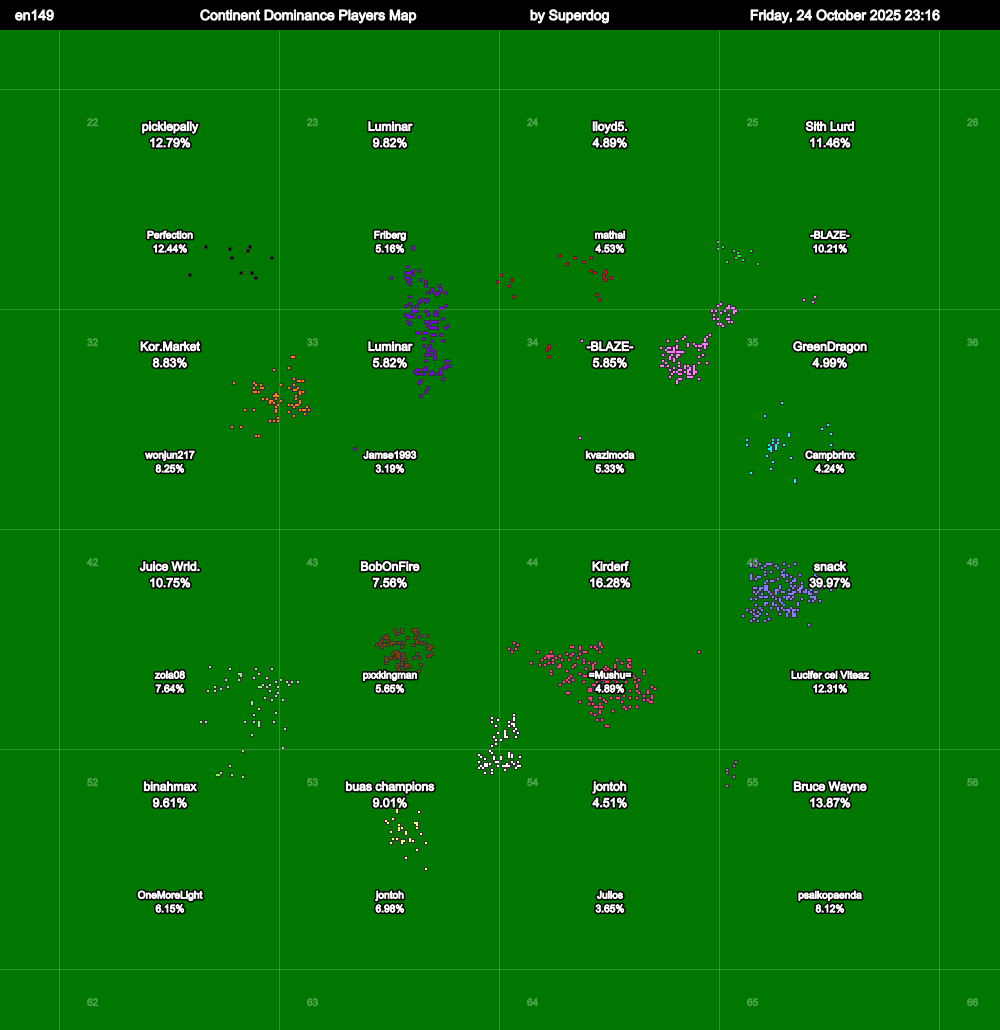 en149 Continent Dominance Players Map by Superdog Friday, 24 October 2025 23:16
22 23 24 25 26
picklepally Luminar lloyd5. Sith Lurd
12.79% 9.82% 4.89% 11.46%
Perfection Friberg mathai -BLAZE-
12.44% 5.16% 4.53% 10.21%
32 33 34 35 36
Kor.Market Luminar -BLAZE- GreenDragon
8.83% 5.82% 5.85% 4.99%
wonjun217 Jamse1993 kvazimoda Campbrinx
8.25% 3.19% 5.33% 4.24%
42 43 44 45 46
Juice Wrld. BobOnFire Kirderf snack
10.75% 7.56% 16.28% 39.97%
zola08 pxxkingman =Mushu= Lucifer cel Viteaz
7.64% 5.65% 4.89% 12.31%
52 53 54 55 56
binahmax buas champions jontoh Bruce Wayne
9.61% 9.01% 4.51% 13.87%
OneMoreLight jontoh Julios psalkopaenda
6.15% 6.98% 3.65% 8.12%
62 63 64 65 66